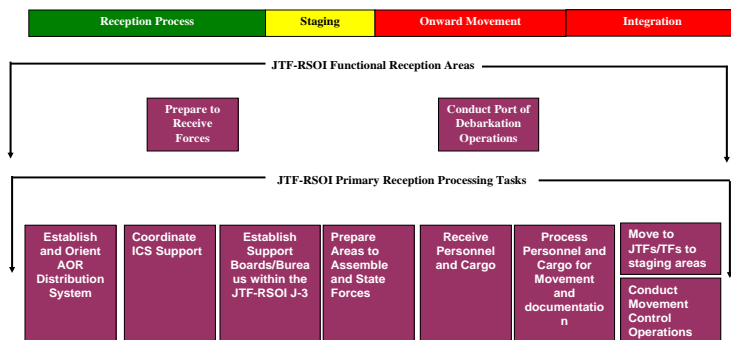 Reception Process
Staging
Onward Movement
Integration
JTF-RSOI Functional Reception Areas
Prepare to
Receive
Forces
Conduct Port of
Debarkation
Operations
JTF-RSOI Primary Reception Processing Tasks
Establish
and Orient
AOR
Distribution
System
Coordinate
ICS Support
Establish
Support
Boards/Burea
us within the
JTF-RSOI J-3
Prepare
Areas to
Assemble
and State
Forces
Receive
Personnel
and Cargo
Process
Personnel and
Cargo for
Movement
and
documentatio
n
Move to
JTFs/TFs to
staging areas
Conduct
Movement
Control
Operations